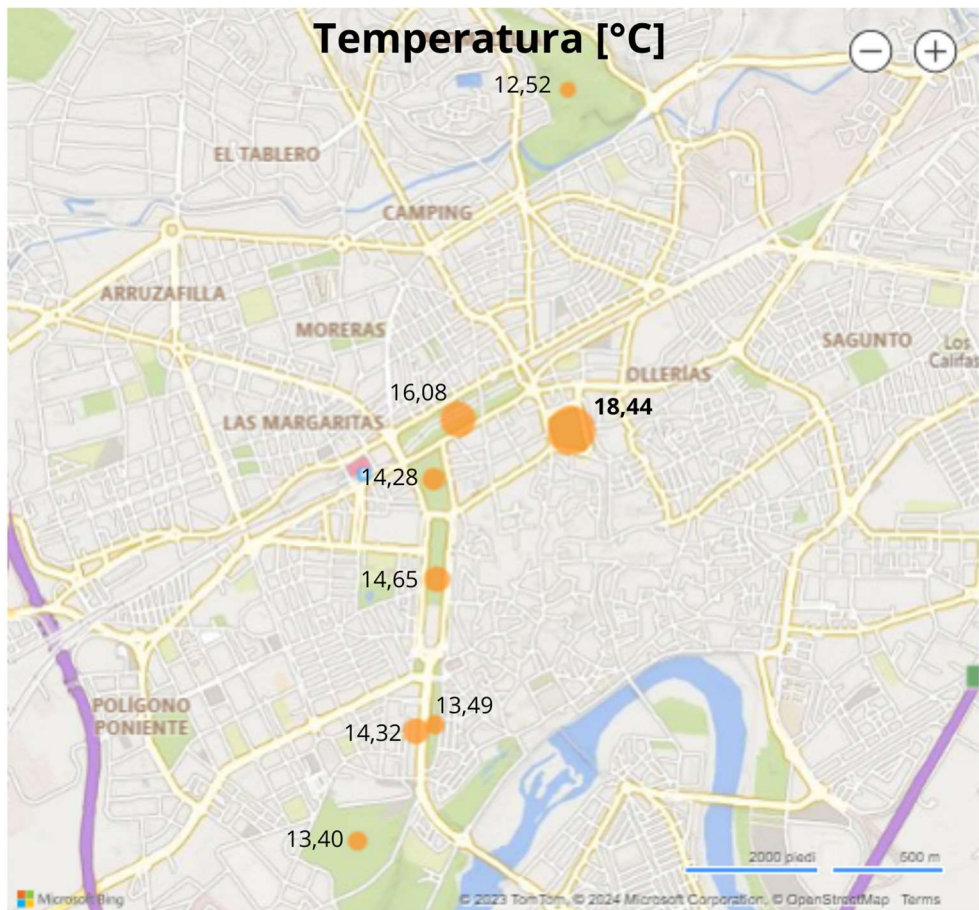 Temperatura [°C]
12,52
EL TABLERO
CAMPING
ARRUZAFILLA
MORERAS
SAGUNTO
Los
Califas
OLLERÍAS
16,08
18,44
LAS MARGARITAS
14,28
14,65
POLÍGONO
PONIENTE
13,49
14,32
13,40
2000 piedi
500 m
Microsoft Bing
© 2023 TomTom, © 2024 Microsoft Corporation, © OpenStreetMap Terms